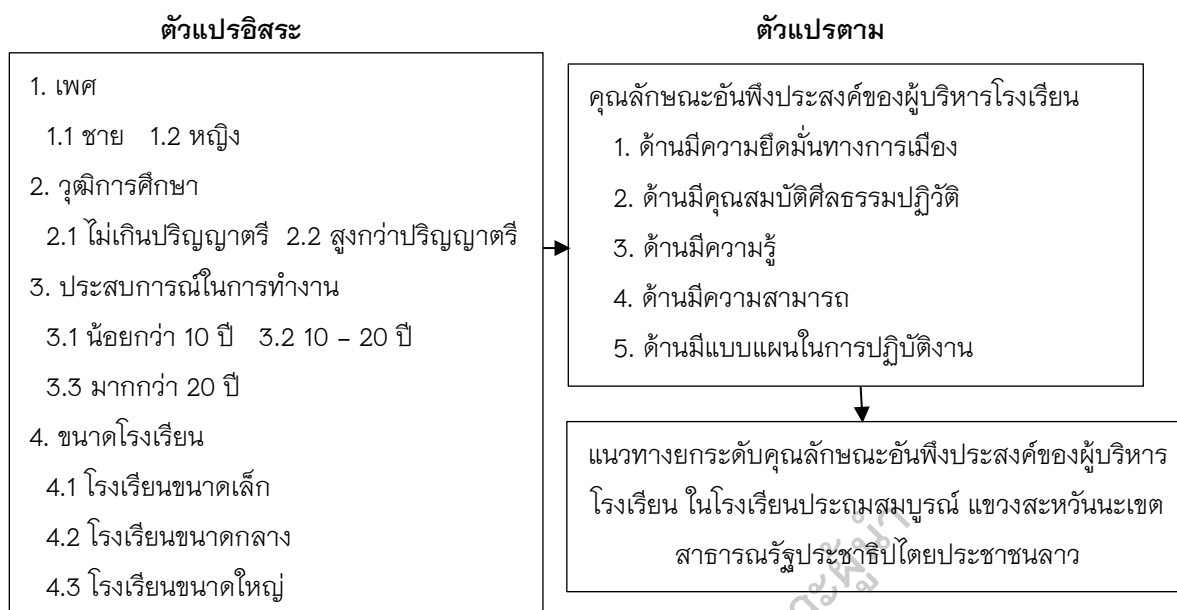 ตัวแปรอิสระ
1. เพศ
1.1 ชาย 1.2 หญิง
2. วุฒิการศึกษา
2.1 ไม่เกินปริญญาตรี 2.2 สูงกว่าปริญญาตรี
3. ประสบการณ์ในการทำงาน
3.1 น้อยกว่า 10 ปี 3.2 10 – 20 ปี
3.3 มากกว่า 20 ปี
4. ขนาดโรงเรียน
4.1 โรงเรียนขนาดเล็ก
4.2 โรงเรียนขนาดกลาง
4.3 โรงเรียนขนาดใหญ่
ตัวแปรตาม
คุณลักษณะอันพึงประสงค์ของผู้บริหารโรงเรียน
1. ด้านมีความยึดมั่นทางการเมือง
2. ด้านมีคุณสมบัติศีลธรรมปฏิวัติ
3. ด้านมีความรู้
4. ด้านมีความสามารถ
5. ด้านมีแบบแผนในการปฏิบัติงาน
แนวทางยกระดับคุณลักษณะอันพึงประสงค์ของผู้บริหาร
โรงเรียน ในโรงเรียนประถมสมบูรณ์ แขวงสะหวันนะเขต
สาธารณรัฐประชาธิปไตยประชาชนลาว